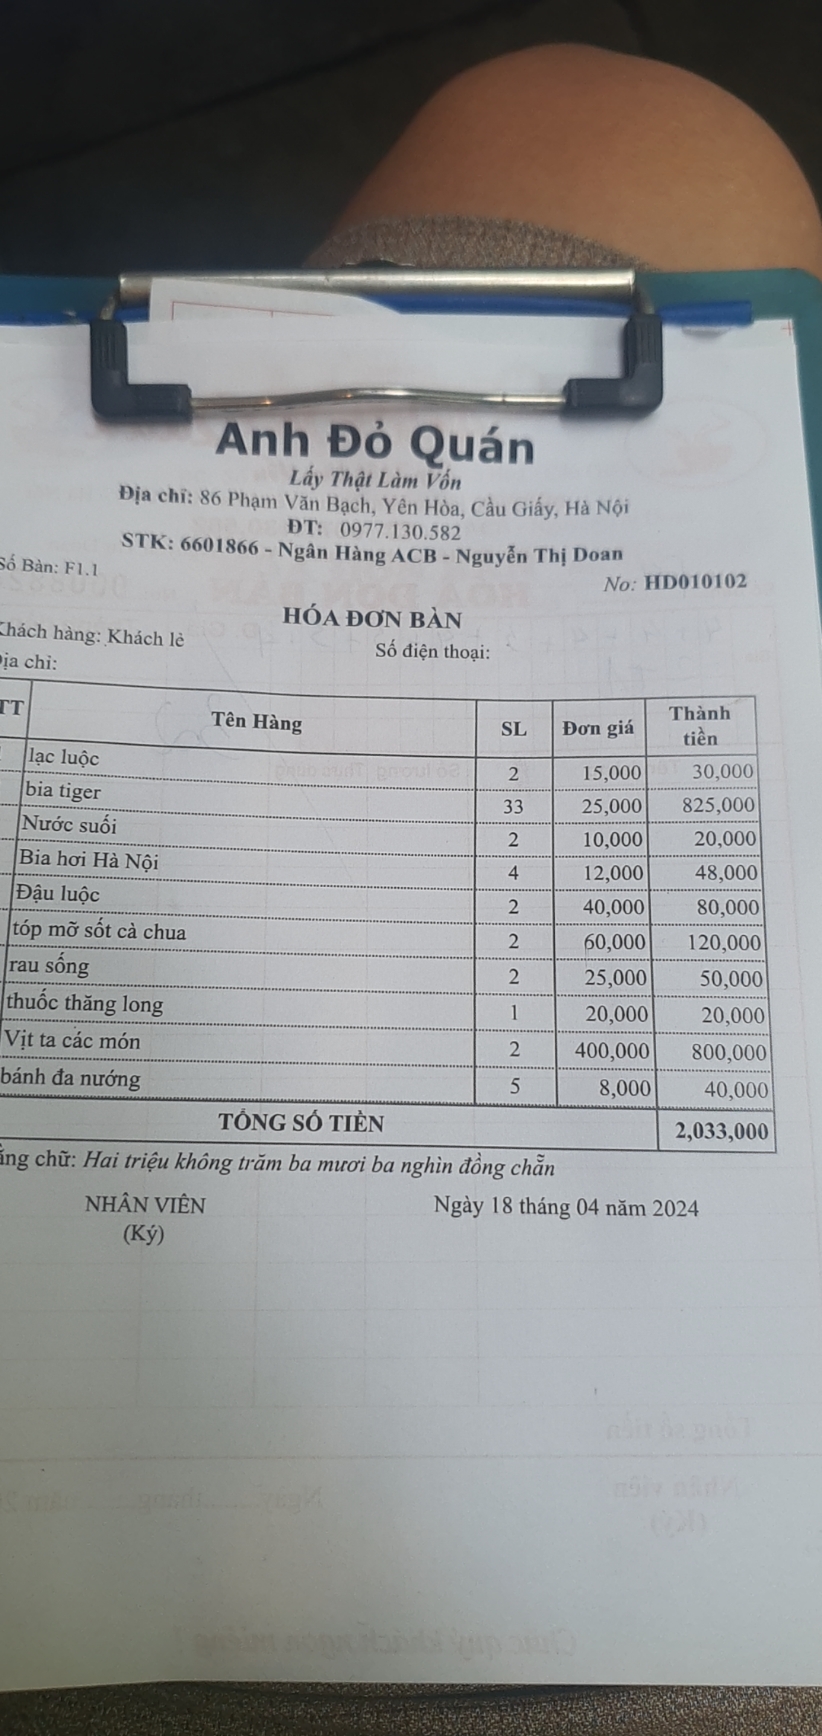 Anh Đỏ Quán
Lấy Thật Làm Vốn
Địa chỉ: 86 Phạm Văn Bạch, Yên Hòa, Cầu Giấy, Hà Nội
ĐT: 0977.130.582
STK: 6601866 - Ngân Hàng ACB - Nguyễn Thị Doan
Số Bàn: F1.1
No: HD010102
HÓA ĐƠN BÀN
Khách hàng: Khách lẻ
Số điện thoại:
Địa chỉ:
TT Tên Hàng SL Đơn giá Thành tiền
lạc luộc 2 15,000 30,000
bia tiger 33 25,000 825,000
Nước suối 2 10,000 20,000
Bia hơi Hà Nội 4 12,000 48,000
Đậu luộc 2 40,000 80,000
tóp mỡ sốt cà chua 2 60,000 120,000
rau sống 2 25,000 50,000
thuốc thăng long 1 20,000 20,000
Vịt ta các món 2 400,000 800,000
bánh đa nướng 5 8,000 40,000
TỔNG SỐ TIỀN 2,033,000
ằng chữ: Hai triệu không trăm ba mươi ba nghìn đồng chẵn
NHÂN VIÊN
Ngày 18 tháng 04 năm 2024
(Ký)